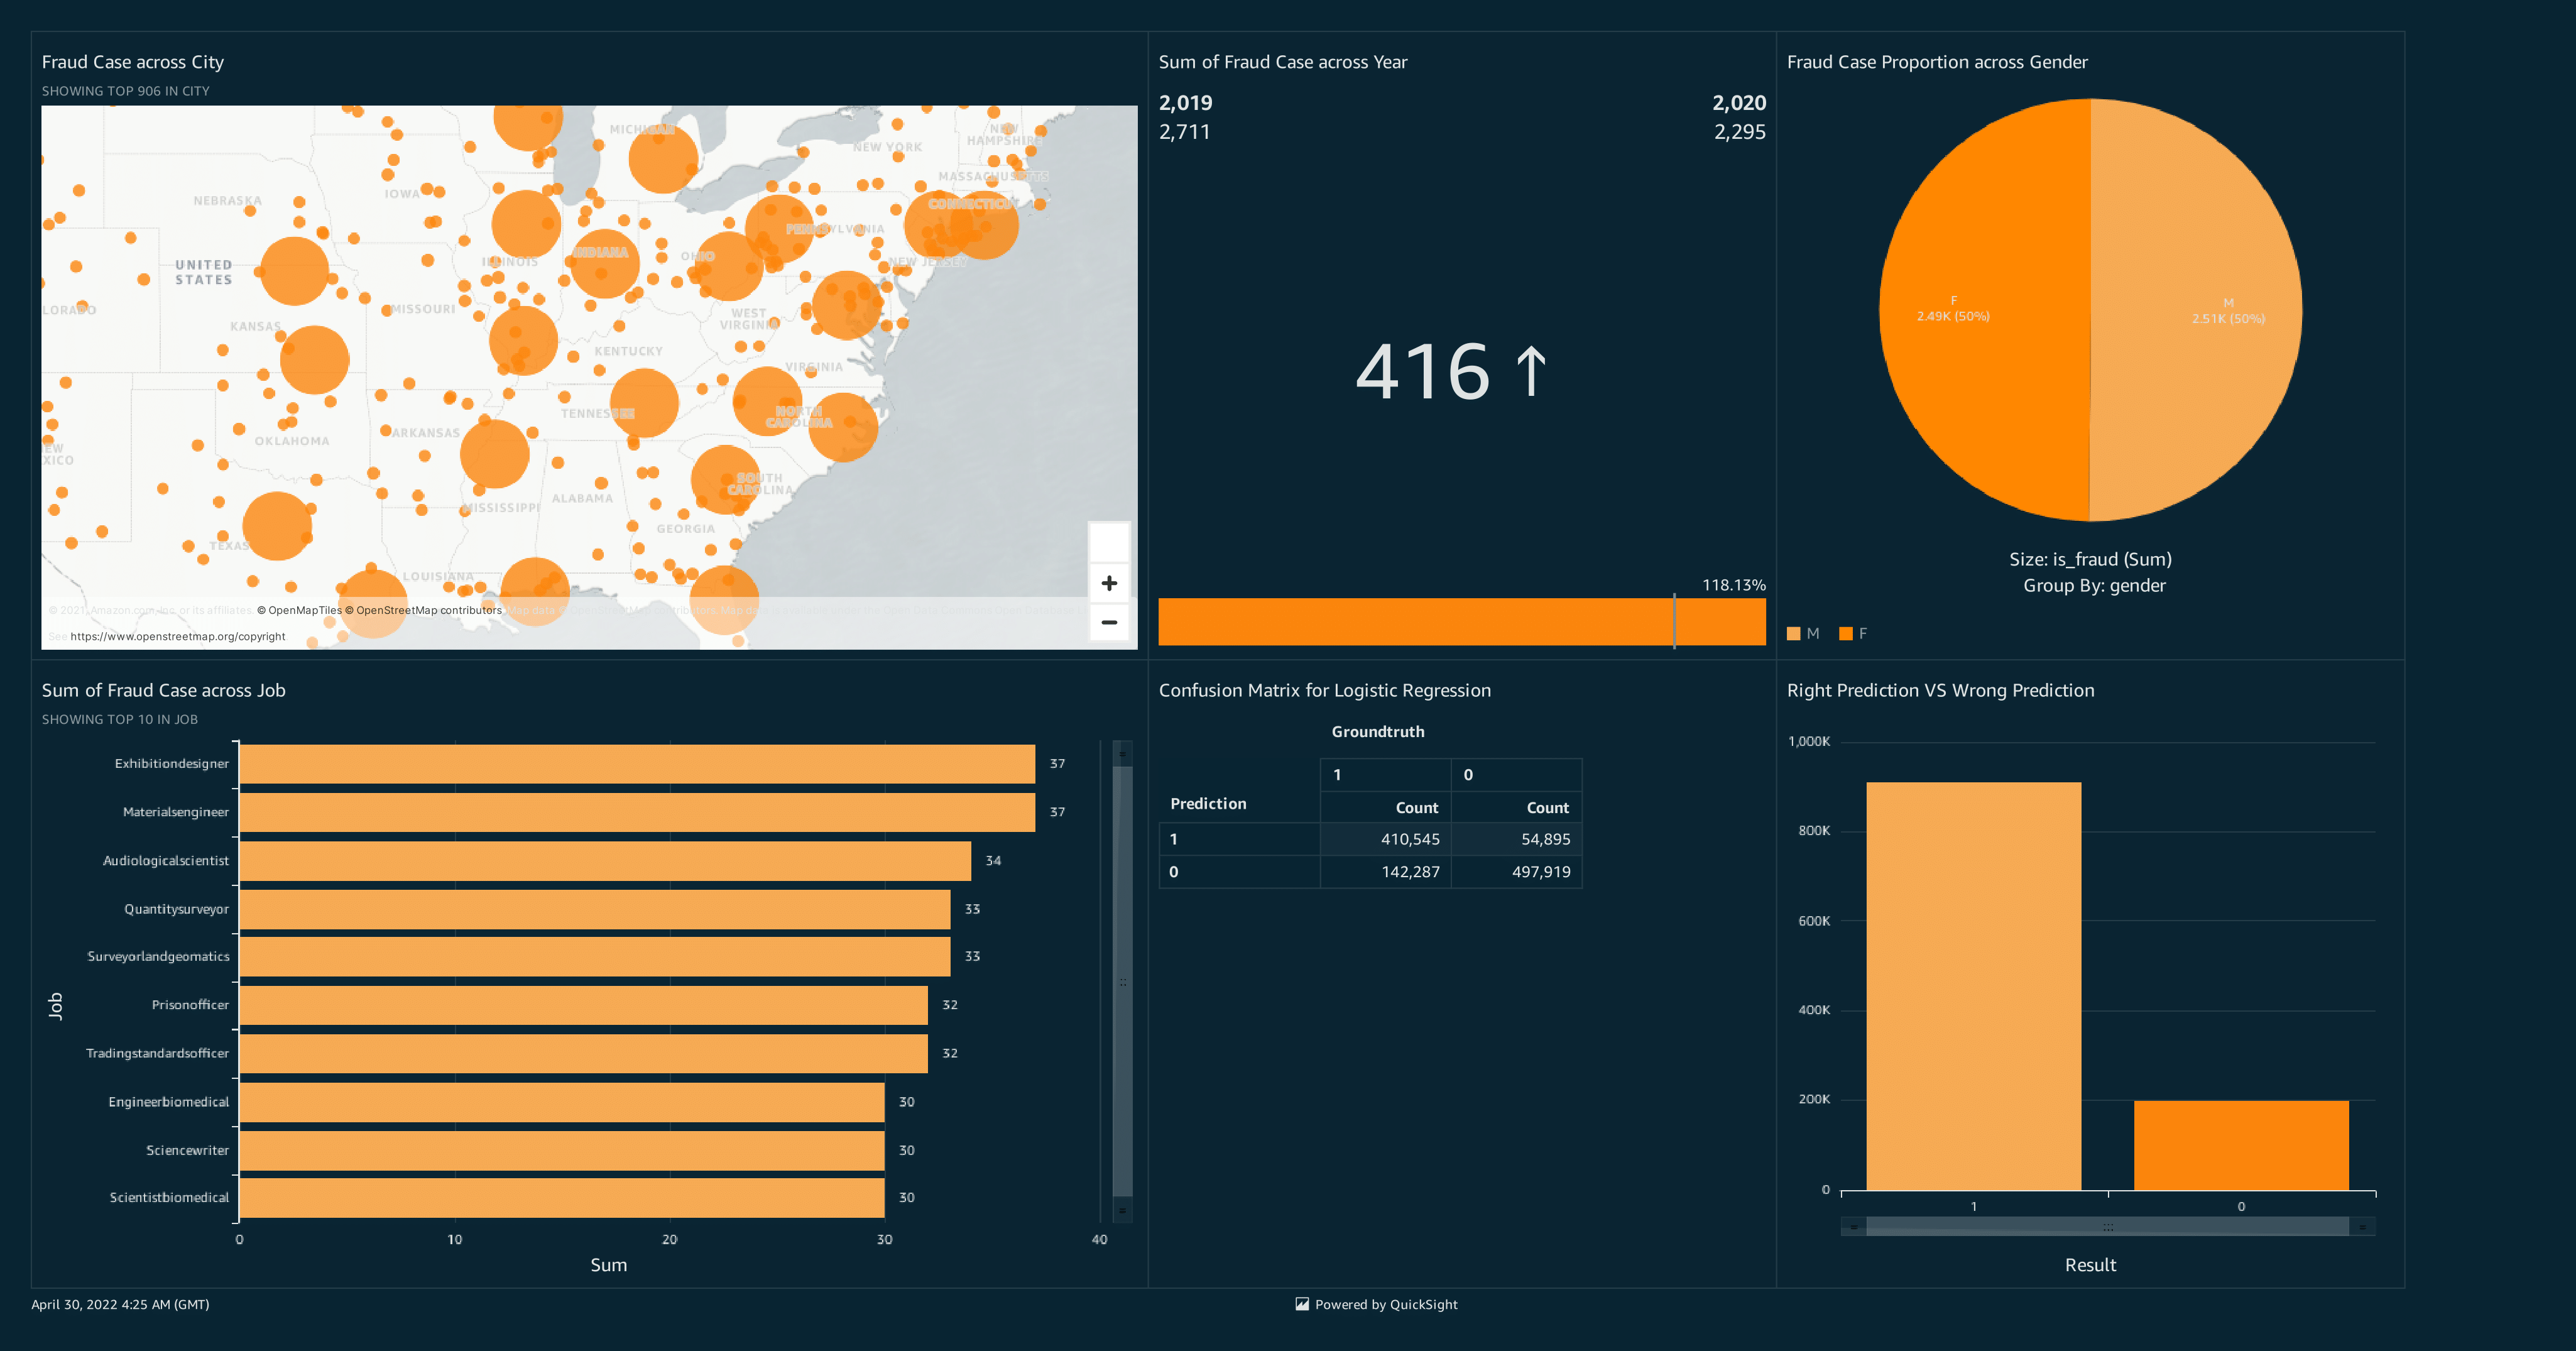 Fraud Case across City
SHOWING TOP 906 IN CITY
MICHIGAN
NEW YORK
NEW
HAMPSHIRE
MASSACHUSETTS
CONNECTICUT
NEBRASKA
IOWA
PENNSYLVANIA
UNITED
STATES
ILLINOIS
INDIANA
OHIO
NEW JERSEY
LORADO
KANSAS
MISSOURI
WEST
VIRGINIA
KENTUCKY
VIRGINIA
TENNESSEE
NORTH
CAROLINA
OKLAHOMA
ARKANSAS
EW
XICO
SOUTH
CAROLINA
MISSISSIPPI
ALABAMA
GEORGIA
TEXAS
LOUISIANA
© 2021, Amazon.com, Inc. or its affiliates. © OpenMapTiles © OpenStreetMap contributors
See https://www.openstreetmap.org/copyright
+
−
Sum of Fraud Case across Year
2,019 2,020
2,711 2,295
416 ↑
118.13%
Fraud Case Proportion across Gender
F
2.49K (50%)
M
2.51K (50%)
Size: is_fraud (Sum)
Group By: gender
M F
Sum of Fraud Case across Job
SHOWING TOP 10 IN JOB
Job
Exhibitiondesigner 37
Materialsengineer 37
Audiologicalscientist 34
Quantitysurveyor 33
Surveyorlandgeomatics 33
Prisonofficer 32
Tradingstandardsofficer 32
Engineerbiomedical 30
Sciencewriter 30
Scientistbiomedical 30
0 10 20 30 40
Sum
Confusion Matrix for Logistic Regression
Groundtruth
1 0
Prediction Count Count
1 410,545 54,895
0 142,287 497,919
Right Prediction VS Wrong Prediction
1,000K
800K
600K
400K
200K
0
1 0
Result
April 30, 2022 4:25 AM (GMT)
Powered by QuickSight